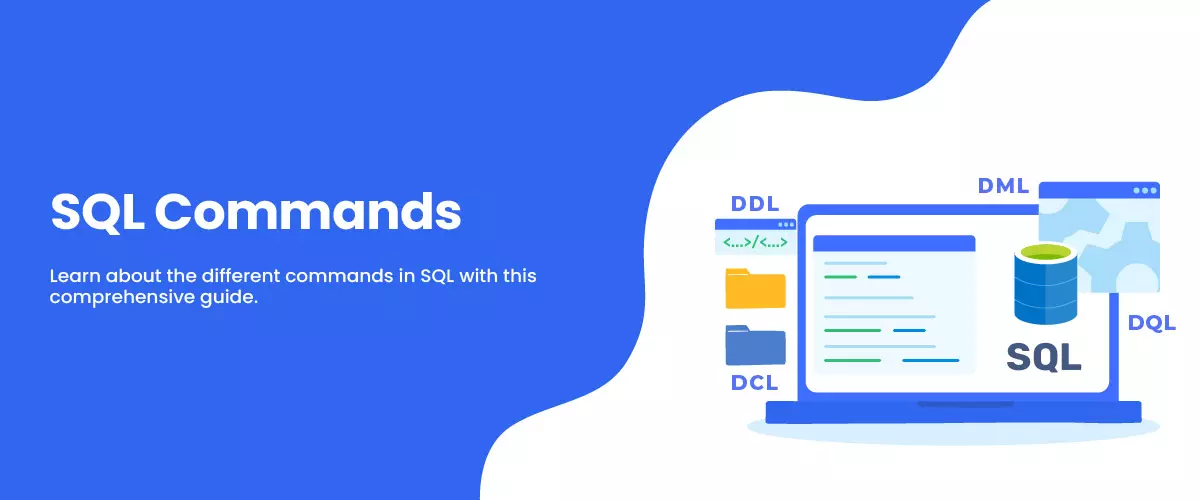 SQL Commands
Learn about the different commands in SQL with this
comprehensive guide.
DML
DDL
<...>/<...>
DQL
SQL
DCL